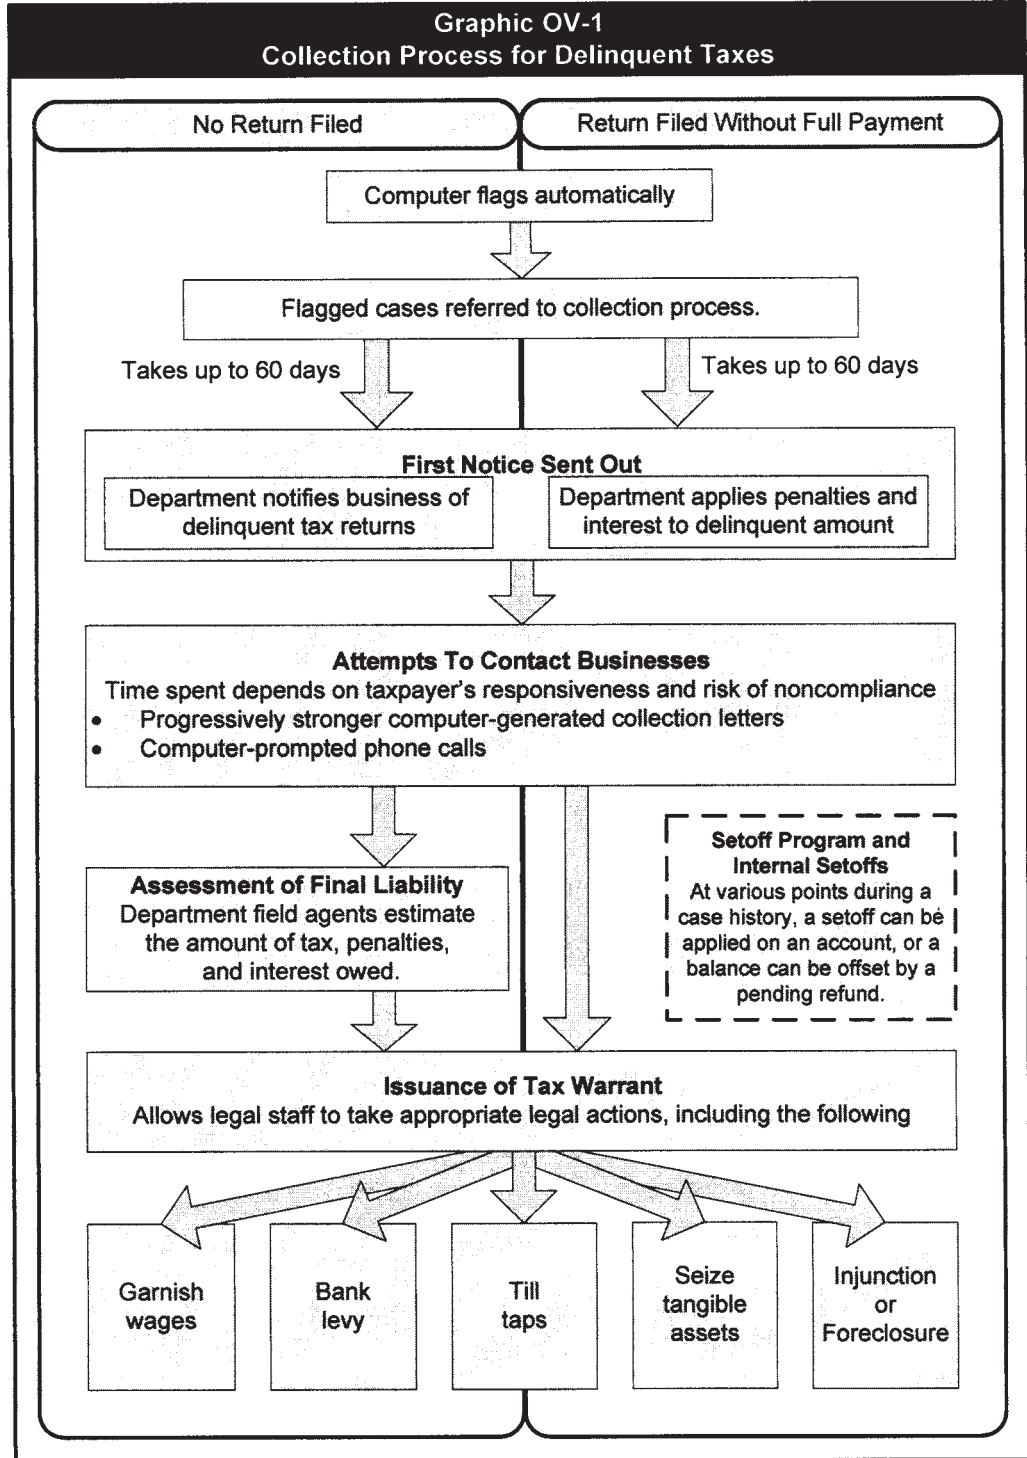 Graphic OV-1
Collection Process for Delinquent Taxes
No Return Filed
Return Filed Without Full Payment
Computer flags automatically
Flagged cases referred to collection process.
Takes up to 60 days
Takes up to 60 days
First Notice Sent Out
Department notifies business of
delinquent tax returns
Department applies penalties and
interest to delinquent amount
Attempts To Contact Businesses
Time spent depends on taxpayer's responsiveness and risk of noncompliance
• Progressively stronger computer-generated collection letters
• Computer-prompted phone calls
Assessment of Final Liability
Department field agents estimate
the amount of tax, penalties,
and interest owed.
Setoff Program and
Internal Setoffs
At various points during a
case history, a setoff can be
applied on an account, or a
balance can be offset by a
pending refund.
Issuance of Tax Warrant
Allows legal staff to take appropriate legal actions, including the following
Garnish
wages
Bank
levy
Till
taps
Seize
tangible
assets
Injunction
or
Foreclosure